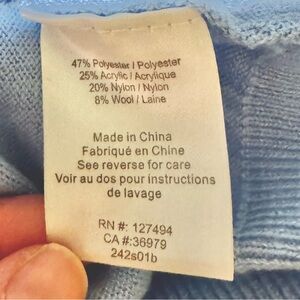 47% Polyester / Polyester
25% Acrylic / Acrylique
20% Nylon / Nylon
8% Wool / Laine
Made in China
Fabriqué en Chine
See reverse for care
Voir au dos pour instructions
de lavage
RN #: 127494
CA #:36979
242s01b